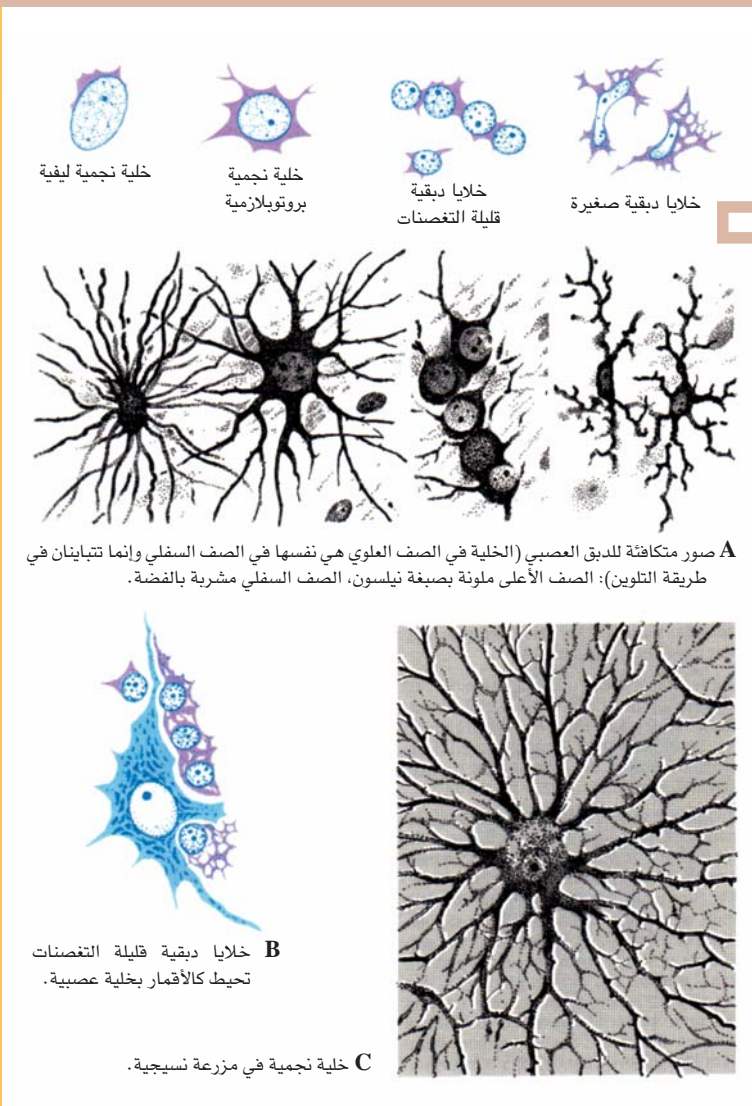 خلية نجمية ليفية
خلية نجمية
بروتوبلازمية
خلايا دبقية
قليلة التغصنات
خلايا دبقية صغيرة
A صور متكافئة للدبق العصبي (الخلية في الصف العلوي هي نفسها في الصف السفلي وإنما تتباينان في
طريقة التلوين): الصف الأعلى ملونة بصبغة نيلسون، الصف السفلي مشربة بالفضة.
B خلايا دبقية قليلة التغصنات
تحيط كالأقمار بخلية عصبية.
C خلية نجمية في مزرعة نسيجية.